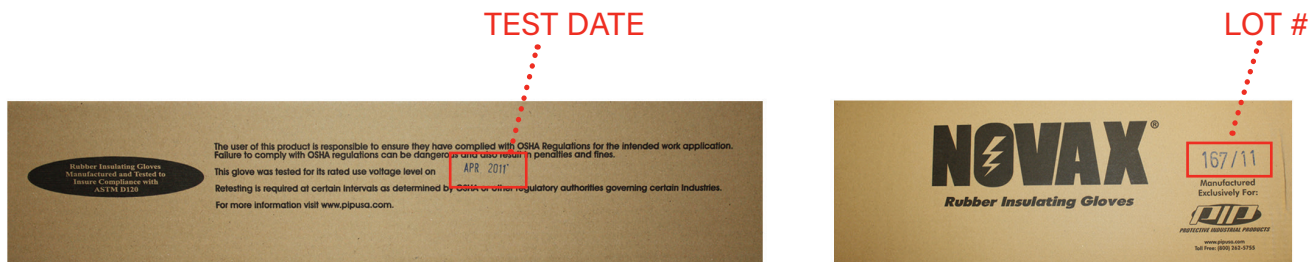 TEST DATE
LOT #
Rubber Insulating Gloves
Manufactured and Tested to
Insure Compliance with
ASTM D120
The user of this product is responsible to ensure they have complied with OSHA Regulations for the intended work application.
Failure to comply with OSHA regulations can be dangerous and also result in penalties and fines.
This glove was tested for its rated use voltage level on APR 2011
Retesting is required at certain intervals as determined by OSHA or other regulatory authorities governing certain industries.
For more information visit www.pipusa.com.
NOVAX®
Rubber Insulating Gloves
167/11
Manufactured
Exclusively For:
PIP
PROTECTIVE INDUSTRIAL PRODUCTS
www.pipusa.com
Toll Free: (800) 262-5755